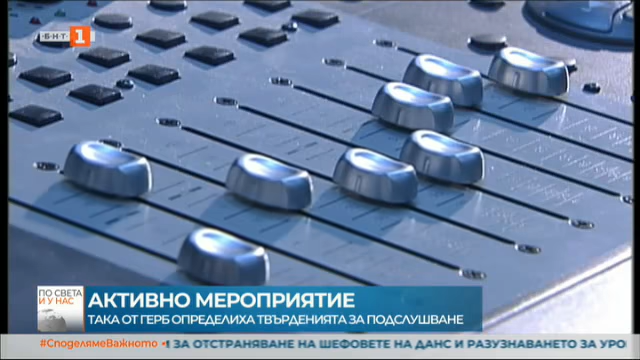 БНТ 1
ПО СВЕТА
И У НАС
АКТИВНО МЕРОПРИЯТИЕ
ТАКА ОТ ГЕРБ ОПРЕДЕЛИХА ТВЪРДЕНИЯТА ЗА ПОДСЛУШВАНЕ
#СподелямеВажното И ЗА ОТСТРАНЯВАНЕ НА ШЕФОВЕТЕ НА ДАНС И РАЗУЗНАВАНЕТО ЗА УРО